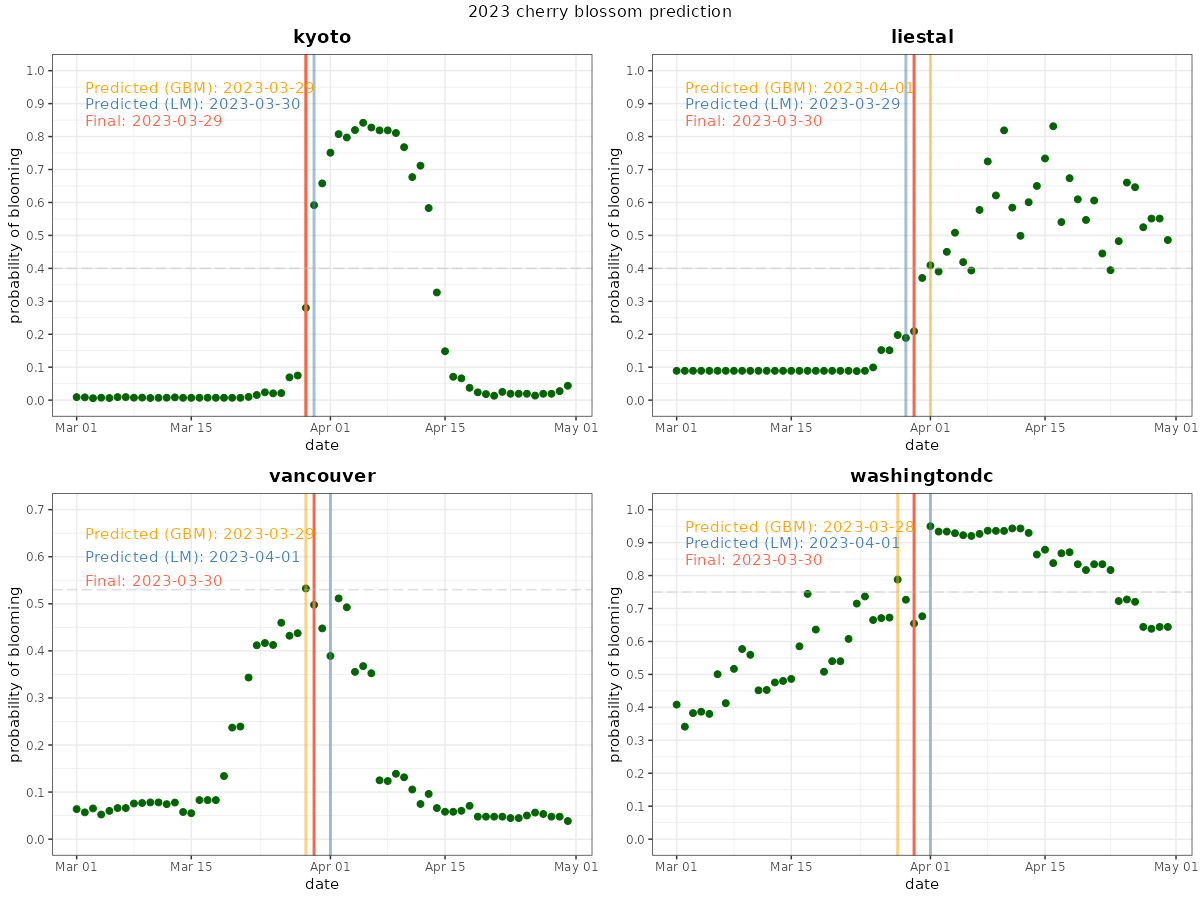 2023 cherry blossom prediction
kyoto
probability of blooming
1.0
0.9
0.8
0.7
0.6
0.5
0.4
0.3
0.2
0.1
0.0
Predicted (GBM): 2023-03-29
Predicted (LM): 2023-03-30
Final: 2023-03-29
Mar 01
Mar 15
Apr 01
Apr 15
May 01
date
liestal
probability of blooming
1.0
0.9
0.8
0.7
0.6
0.5
0.4
0.3
0.2
0.1
0.0
Predicted (GBM): 2023-04-01
Predicted (LM): 2023-03-29
Final: 2023-03-30
Mar 01
Mar 15
Apr 01
Apr 15
May 01
date
vancouver
probability of blooming
0.7
0.6
0.5
0.4
0.3
0.2
0.1
0.0
Predicted (GBM): 2023-03-29
Predicted (LM): 2023-04-01
Final: 2023-03-30
Mar 01
Mar 15
Apr 01
Apr 15
May 01
date
washingtondc
probability of blooming
1.0
0.9
0.8
0.7
0.6
0.5
0.4
0.3
0.2
0.1
0.0
Predicted (GBM): 2023-03-28
Predicted (LM): 2023-04-01
Final: 2023-03-30
Mar 01
Mar 15
Apr 01
Apr 15
May 01
date